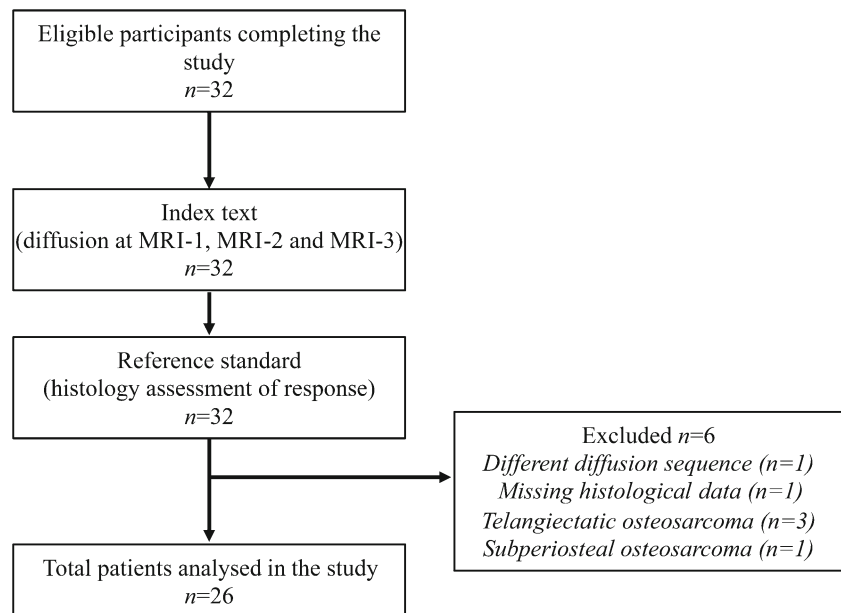 Eligible participants completing the
study
n=32
Index text
(diffusion at MRI-1, MRI-2 and MRI-3)
n=32
Reference standard
(histology assessment of response)
n=32
Excluded n=6
Different diffusion sequence (n=1)
Missing histological data (n=1)
Telangiectatic osteosarcoma (n=3)
Subperiosteal osteosarcoma (n=1)
Total patients analysed in the study
n=26